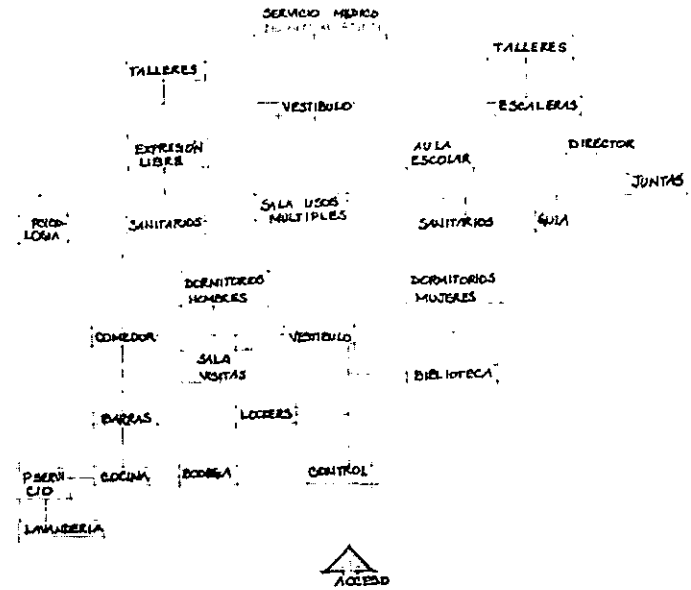 SERVICIO MEDICO
TALLERES
TALLERES
VESTIBULO
ESCALERAS
EXPRESIÓN
LIBRE
AULA
ESCOLAR
DIRECTOR
JUNTAS
PSICO-
LOGIA
SANITARIOS
SALA USOS
MULTIPLES
SANITARIOS
GUIA
DORMITORIOS
HOMBRES
DORMITORIOS
MUJERES
COMEDOR
VESTIBULO
SALA
VISITAS
BIBLIOTECA
BARRAS
LOCKERS
P.SERVI
CIO
COCINA
BODEGA
CONTROL
LAVANDERIA
ACCESO